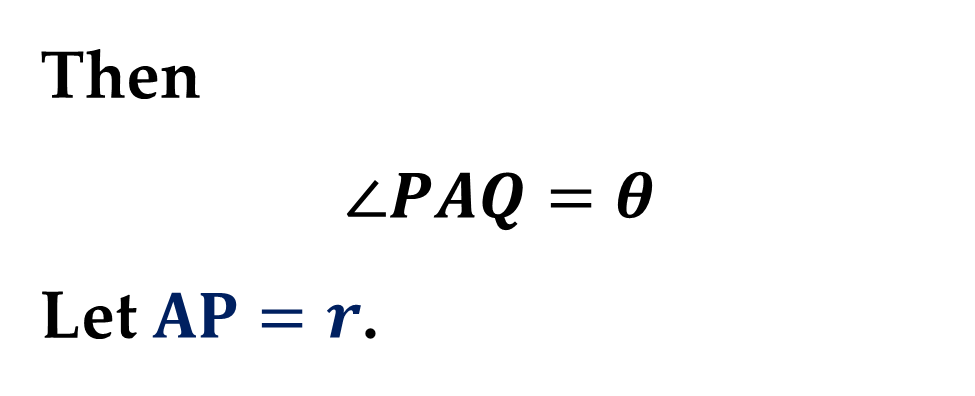 Then
∠PAQ = θ
Let AP = r.